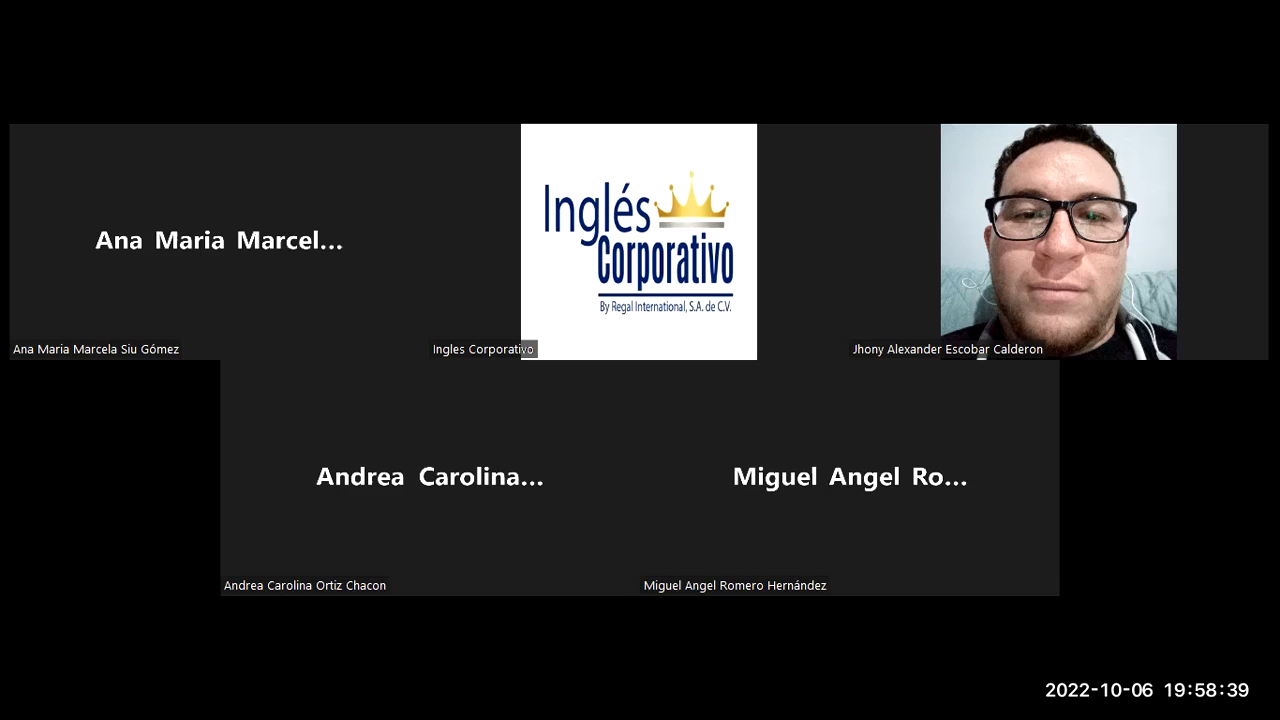 Ana Maria Marcel...
Ana Maria Marcela Siu Gómez
Inglés
Corporativo
By Regal International, S.A. de C.V.
Ingles Corporativo
Jhony Alexander Escobar Calderon
Andrea Carolina...
Andrea Carolina Ortiz Chacon
Miguel Angel Ro...
Miguel Angel Romero Hernández
2022-10-06 19:58:39